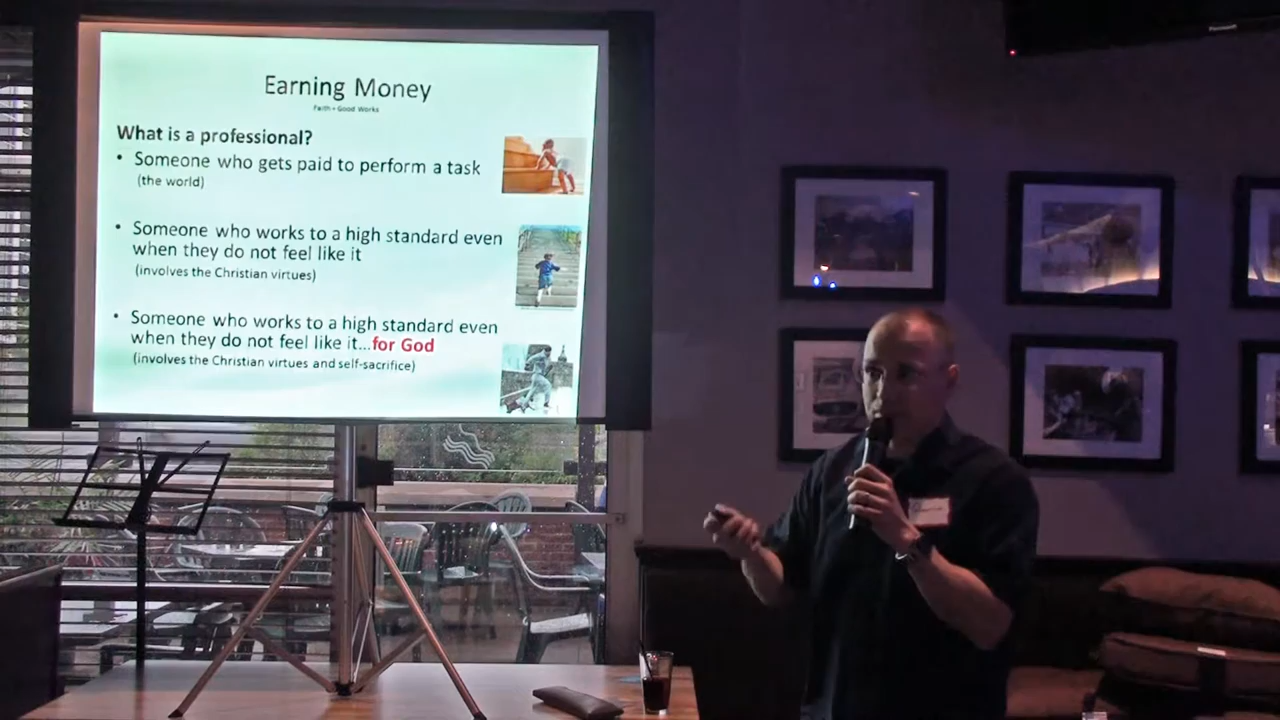 Earning Money
Faith + Good Works
What is a professional?
• Someone who gets paid to perform a task
(the world)
• Someone who works to a high standard even
when they do not feel like it
(involves the Christian virtues)
• Someone who works to a high standard even
when they do not feel like it...for God
(involves the Christian virtues and self-sacrifice)